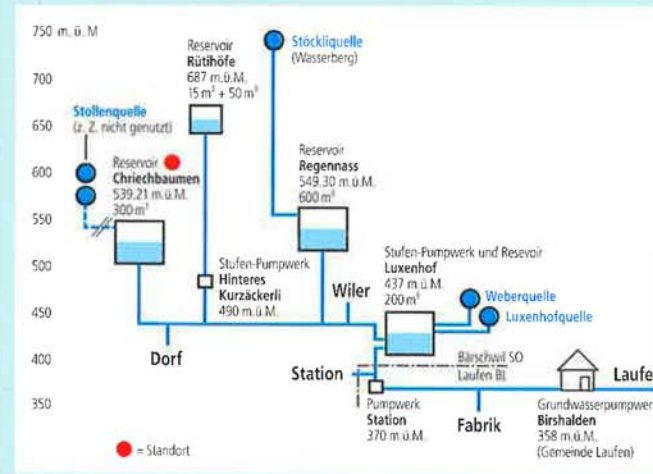 750 m. ü. M
700
650
600
550
500
450
400
350
Stöckliquelle
(Wasserberg)
Reservoir
Rütihöfe
687 m.ü.M.
15 m³ + 50 m³
Stollenquelle
(z. Z. nicht genutzt)
Reservoir
Chriechbaumen
539.21 m.ü.M.
300 m³
Reservoir
Regennass
549.30 m.ü.M.
600 m³
Stufen-Pumpwerk
Hinteres
Kurzäckerli
490 m.ü.M.
Wiler
Stufen-Pumpwerk und Resevoir
Luxenhof
437 m.ü.M.
200 m³
Weberquelle
Luxenhofquelle
Dorf
Station
Bärschwil SO
Laufen BL
Pumpwerk
Station
370 m.ü.M.
Fabrik
Laufe
Grundwasserpumpwer
Birshalden
358 m.ü.M.
(Gemeinde Laufen)
= Standort